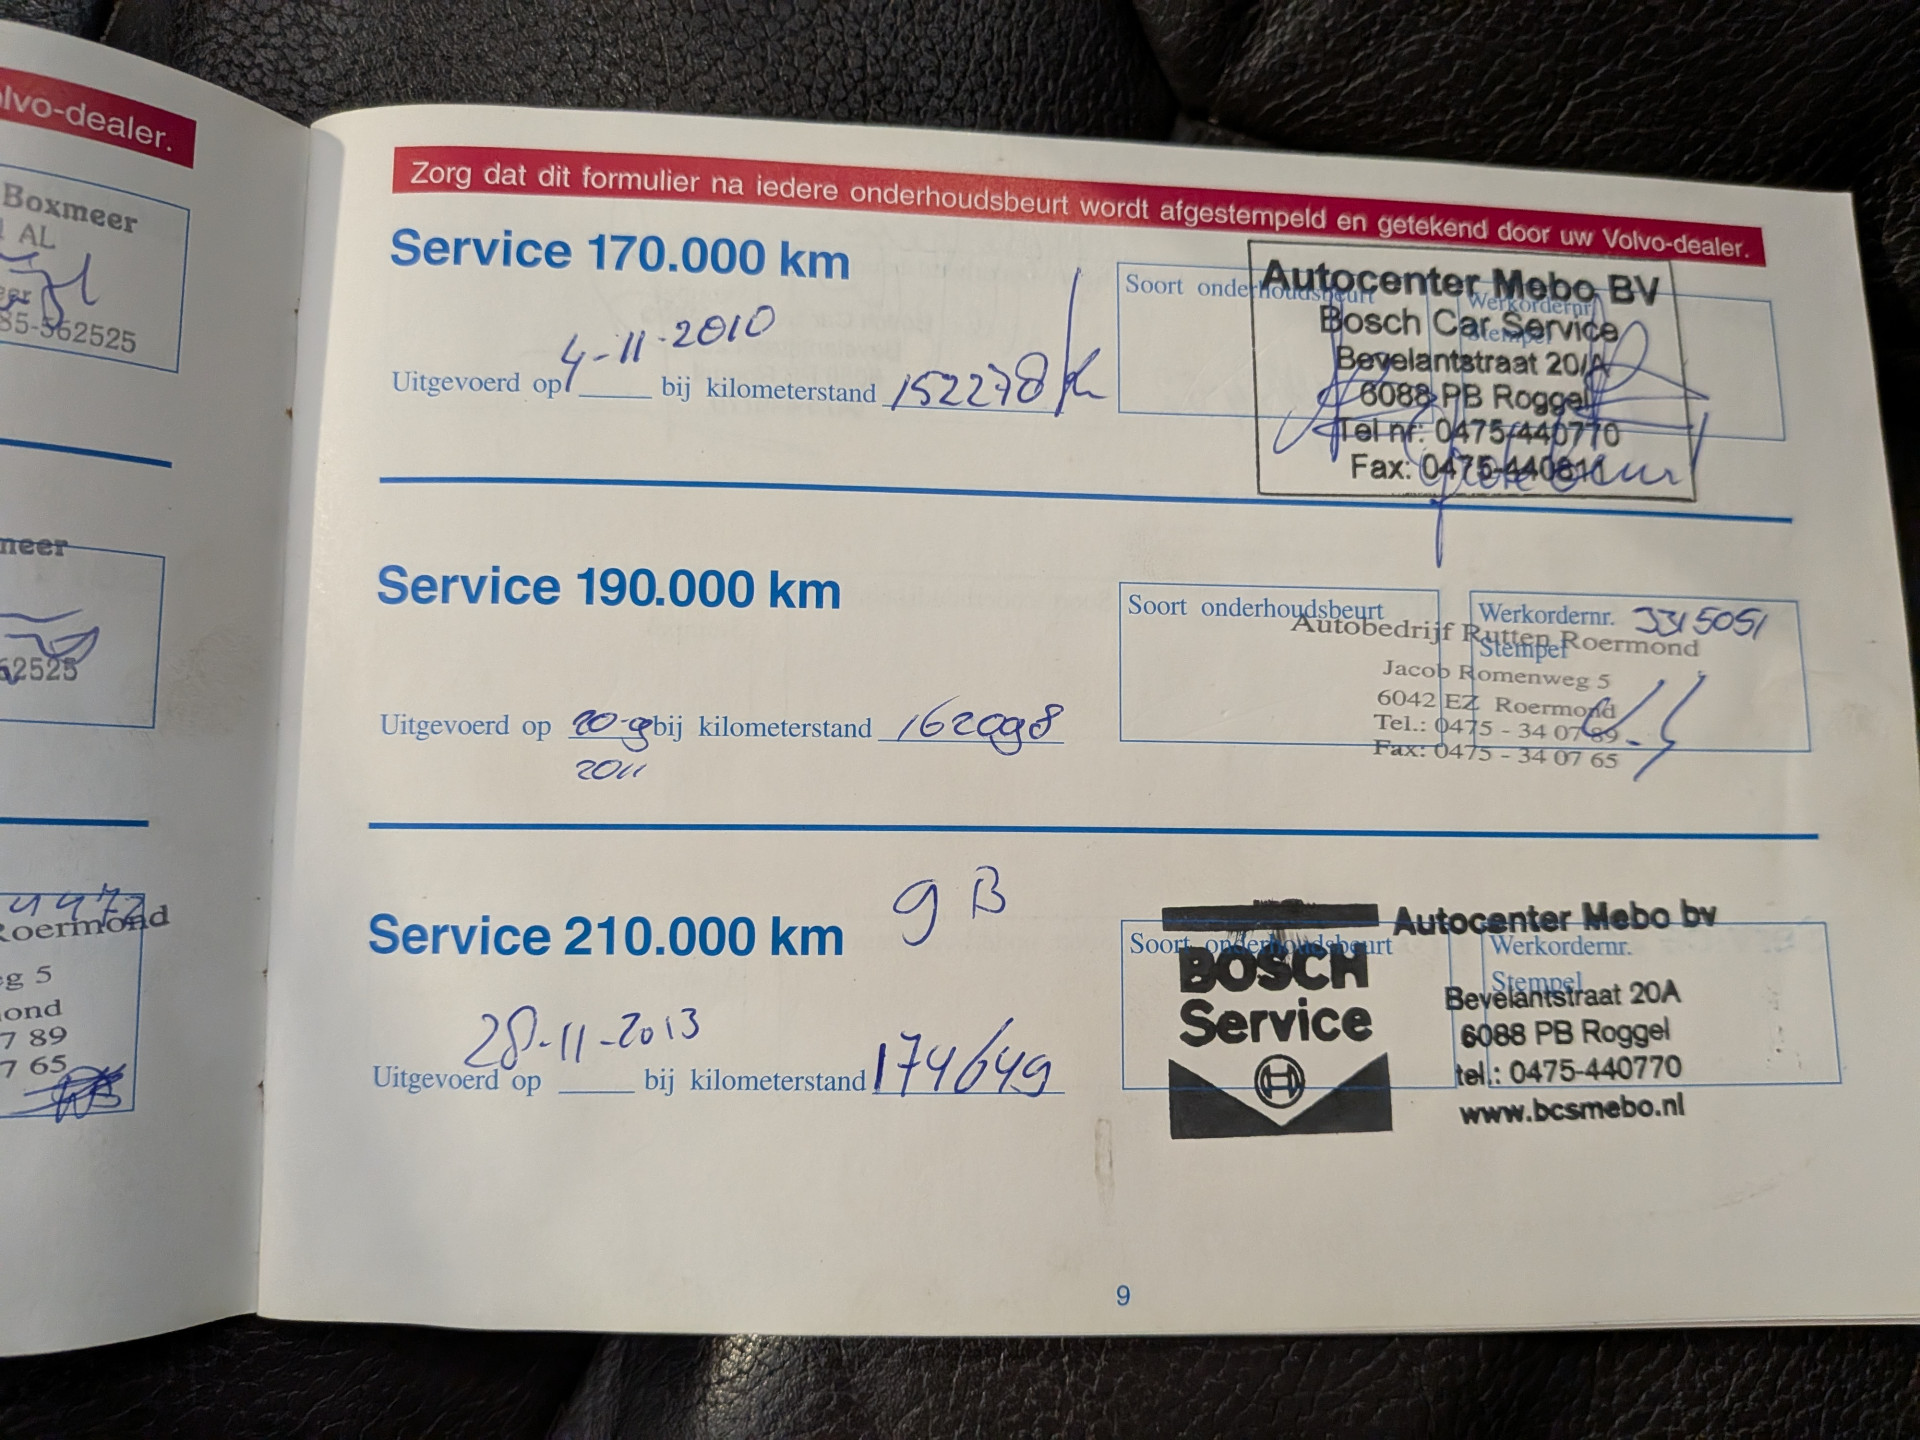 lvo-dealer.
Boxmeer
AL
85-562525
meer
62525
4472
Roermond
eg 5
ond
7 89
7 65
Zorg dat dit formulier na iedere onderhoudsbeurt wordt afgestempeld en getekend door uw Volvo-dealer.
Service 170.000 km
4-11-2010
Uitgevoerd op bij kilometerstand 152278
Soort onderhoudsbeurt
Werkordernr.
Stempel
Autocenter Mebo BV
Bosch Car Service
Bevelantstraat 20/A
6088 PB Roggel
Tel nr: 0475-440770
Fax: 0475-440811
Service 190.000 km
Uitgevoerd op 20-9 bij kilometerstand 162098
2011
Soort onderhoudsbeurt
Werkordernr. 3315051
Stempel
Autobedrijf Rutten Roermond
Jacob Romenweg 5
6042 EZ Roermond
Tel.: 0475 - 34 07 89
Fax: 0475 - 34 07 65
Service 210.000 km
9 B
28-11-2013
Uitgevoerd op bij kilometerstand 174649
Soort onderhoudsbeurt
Werkordernr.
Stempel
BOSCH
Service
Autocenter Mebo bv
Bevelantstraat 20A
6088 PB Roggel
tel.: 0475-440770
www.bcsmebo.nl
9